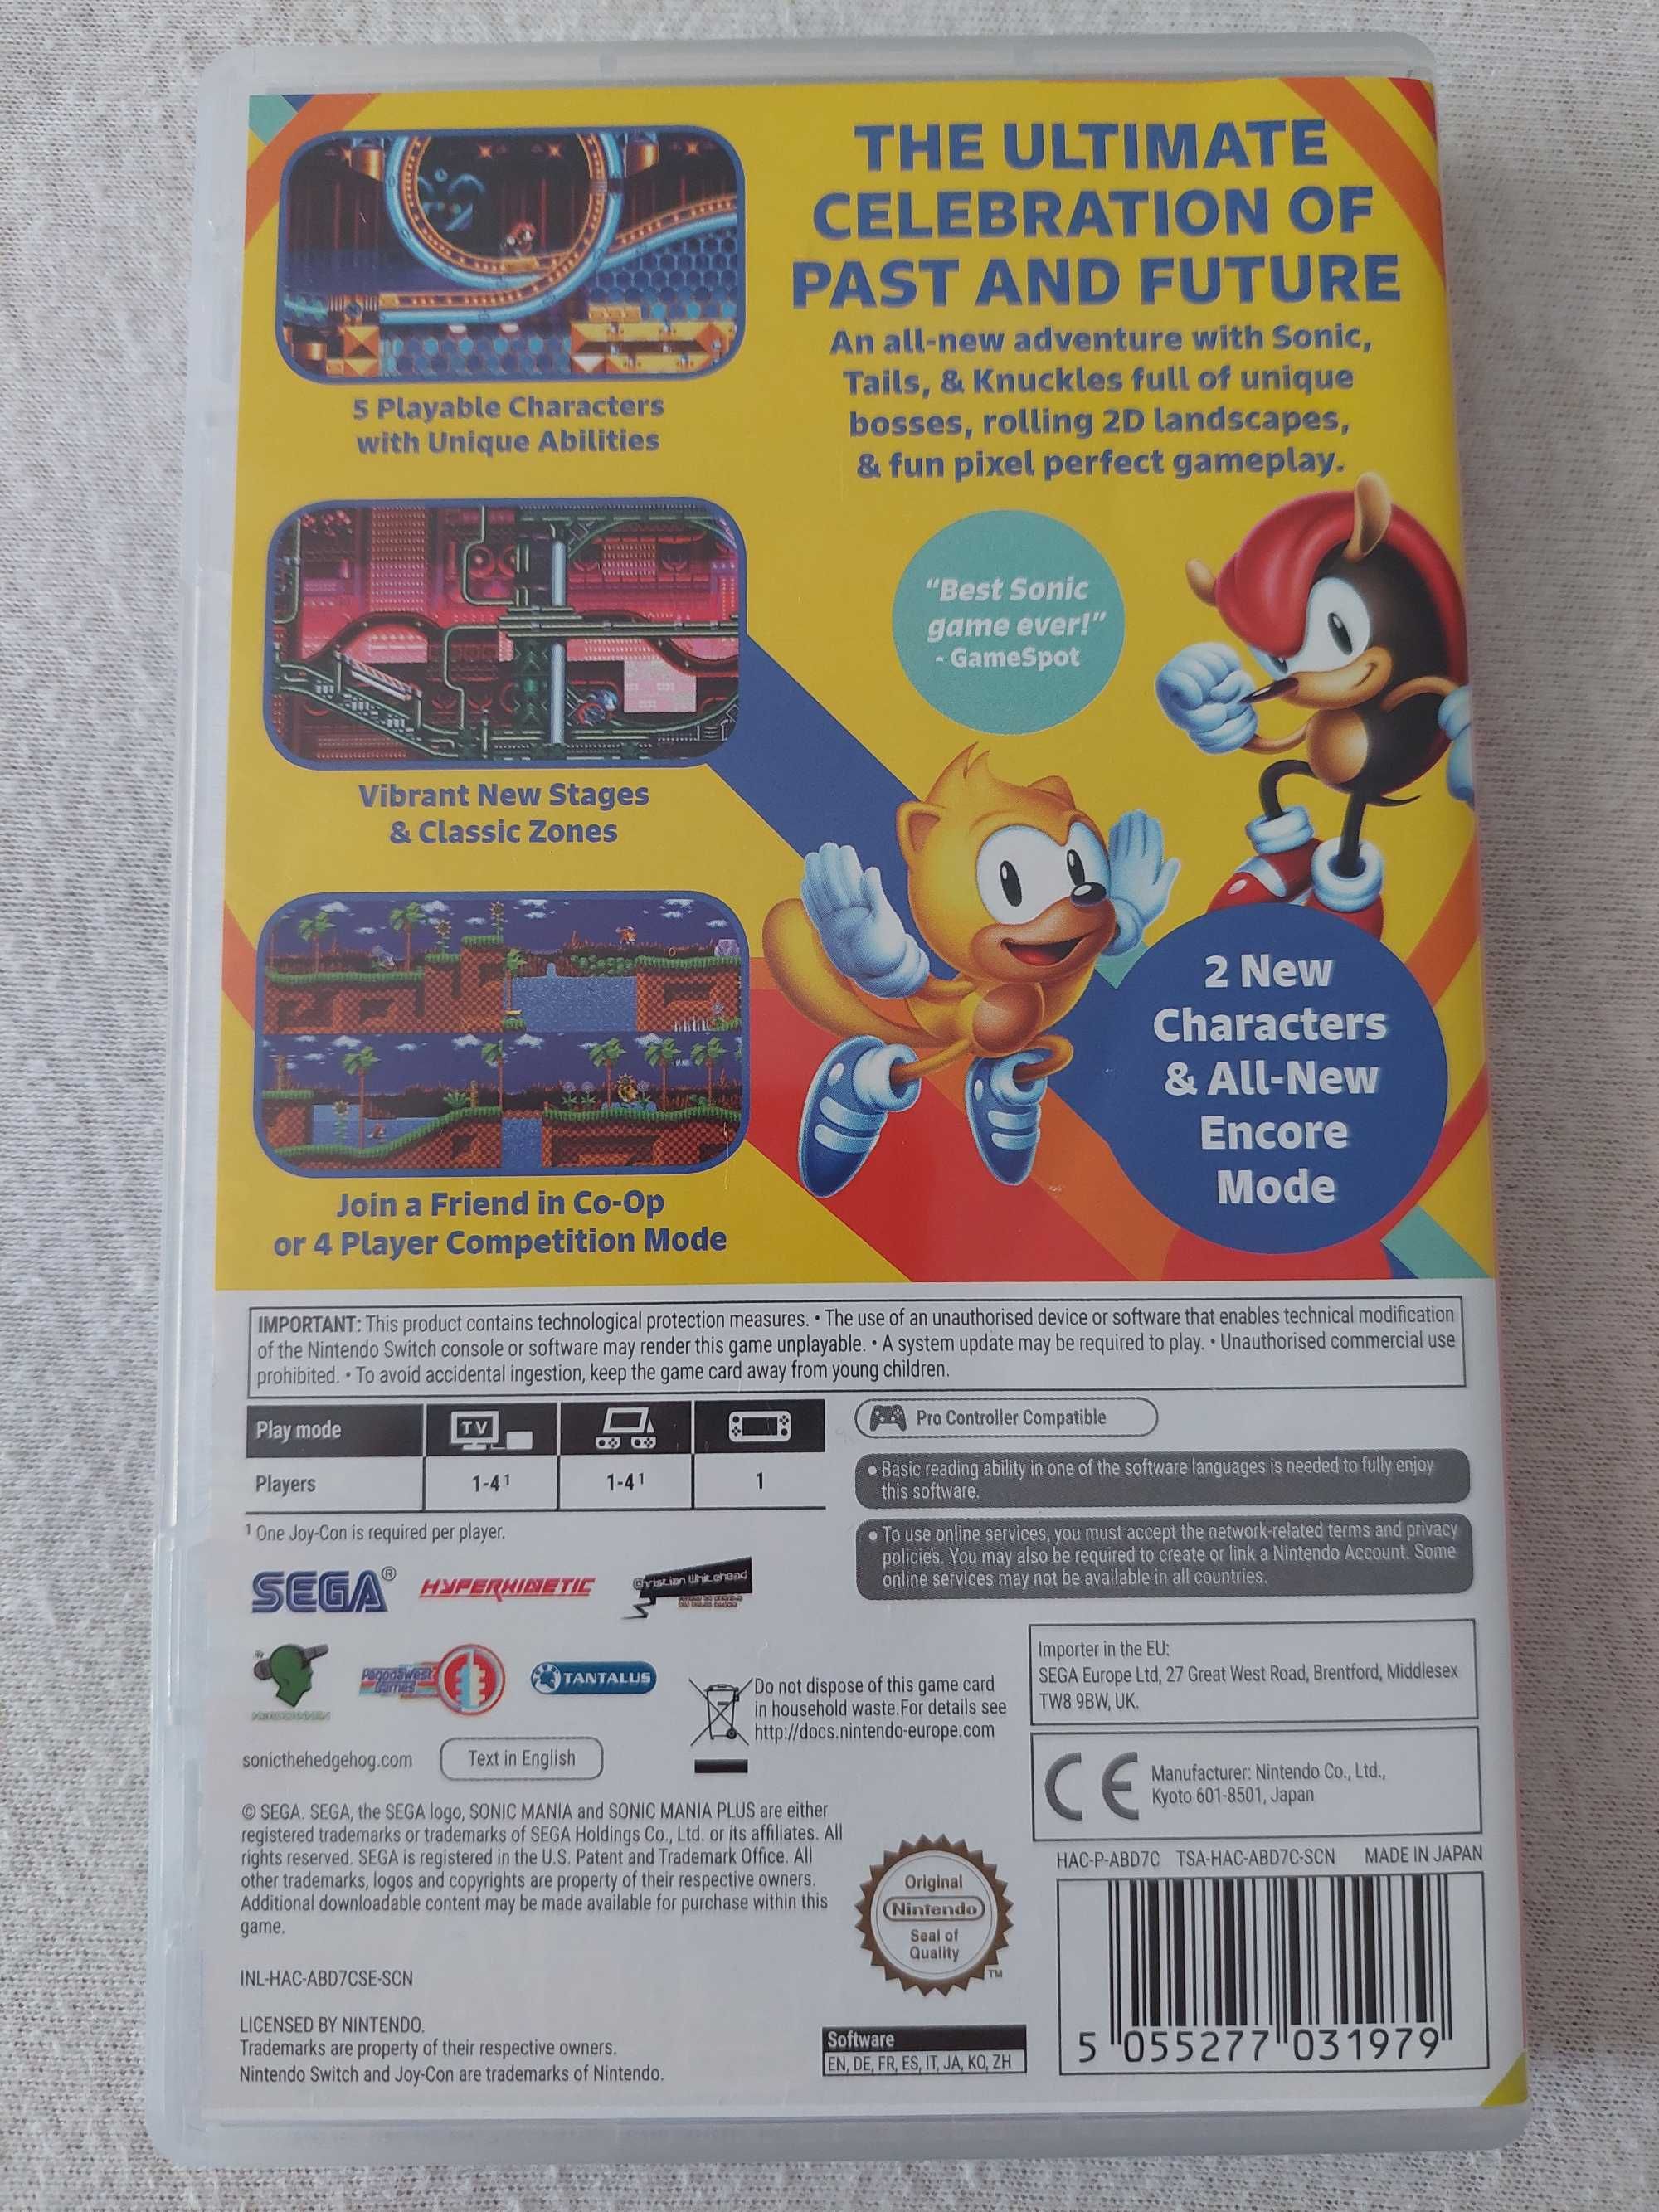 THE ULTIMATE
CELEBRATION OF
PAST AND FUTURE
An all-new adventure with Sonic,
Tails, & Knuckles full of unique
bosses, rolling 2D landscapes,
& fun pixel perfect gameplay.
5 Playable Characters
with Unique Abilities
"Best Sonic
game ever!"
- GameSpot
Vibrant New Stages
& Classic Zones
2 New
Characters
& All-New
Encore
Mode
Join a Friend in Co-Op
or 4 Player Competition Mode
IMPORTANT: This product contains technological protection measures. • The use of an unauthorised device or software that enables technical modification
of the Nintendo Switch console or software may render this game unplayable. • A system update may be required to play. • Unauthorised commercial use
prohibited. • To avoid accidental ingestion, keep the game card away from young children.
Play mode TV
Players 1-4¹ 1-4¹ 1
¹ One Joy-Con is required per player.
Pro Controller Compatible
• Basic reading ability in one of the software languages is needed to fully enjoy
this software.
• To use online services, you must accept the network-related terms and privacy
policies. You may also be required to create or link a Nintendo Account. Some
online services may not be available in all countries.
SEGA®
HYPERKINETIC
Christian Whitehead
PagodaWest
Games
TANTALUS
Do not dispose of this game card
in household waste.For details see
http://docs.nintendo-europe.com
Importer in the EU:
SEGA Europe Ltd, 27 Great West Road, Brentford, Middlesex
TW8 9BW, UK.
sonicthehedgehog.com
Text in English
CE
Manufacturer: Nintendo Co., Ltd.,
Kyoto 601-8501, Japan
© SEGA. SEGA, the SEGA logo, SONIC MANIA and SONIC MANIA PLUS are either
registered trademarks or trademarks of SEGA Holdings Co., Ltd. or its affiliates. All
rights reserved. SEGA is registered in the U.S. Patent and Trademark Office. All
other trademarks, logos and copyrights are property of their respective owners.
Additional downloadable content may be made available for purchase within this
game.
INL-HAC-ABD7CSE-SCN
LICENSED BY NINTENDO.
Trademarks are property of their respective owners.
Nintendo Switch and Joy-Con are trademarks of Nintendo.
Original
Nintendo
Seal of
Quality
TM
Software
EN, DE, FR, ES, IT, JA, KO, ZH
HAC-P-ABD7C TSA-HAC-ABD7C-SCN MADE IN JAPAN
5 055277 031979